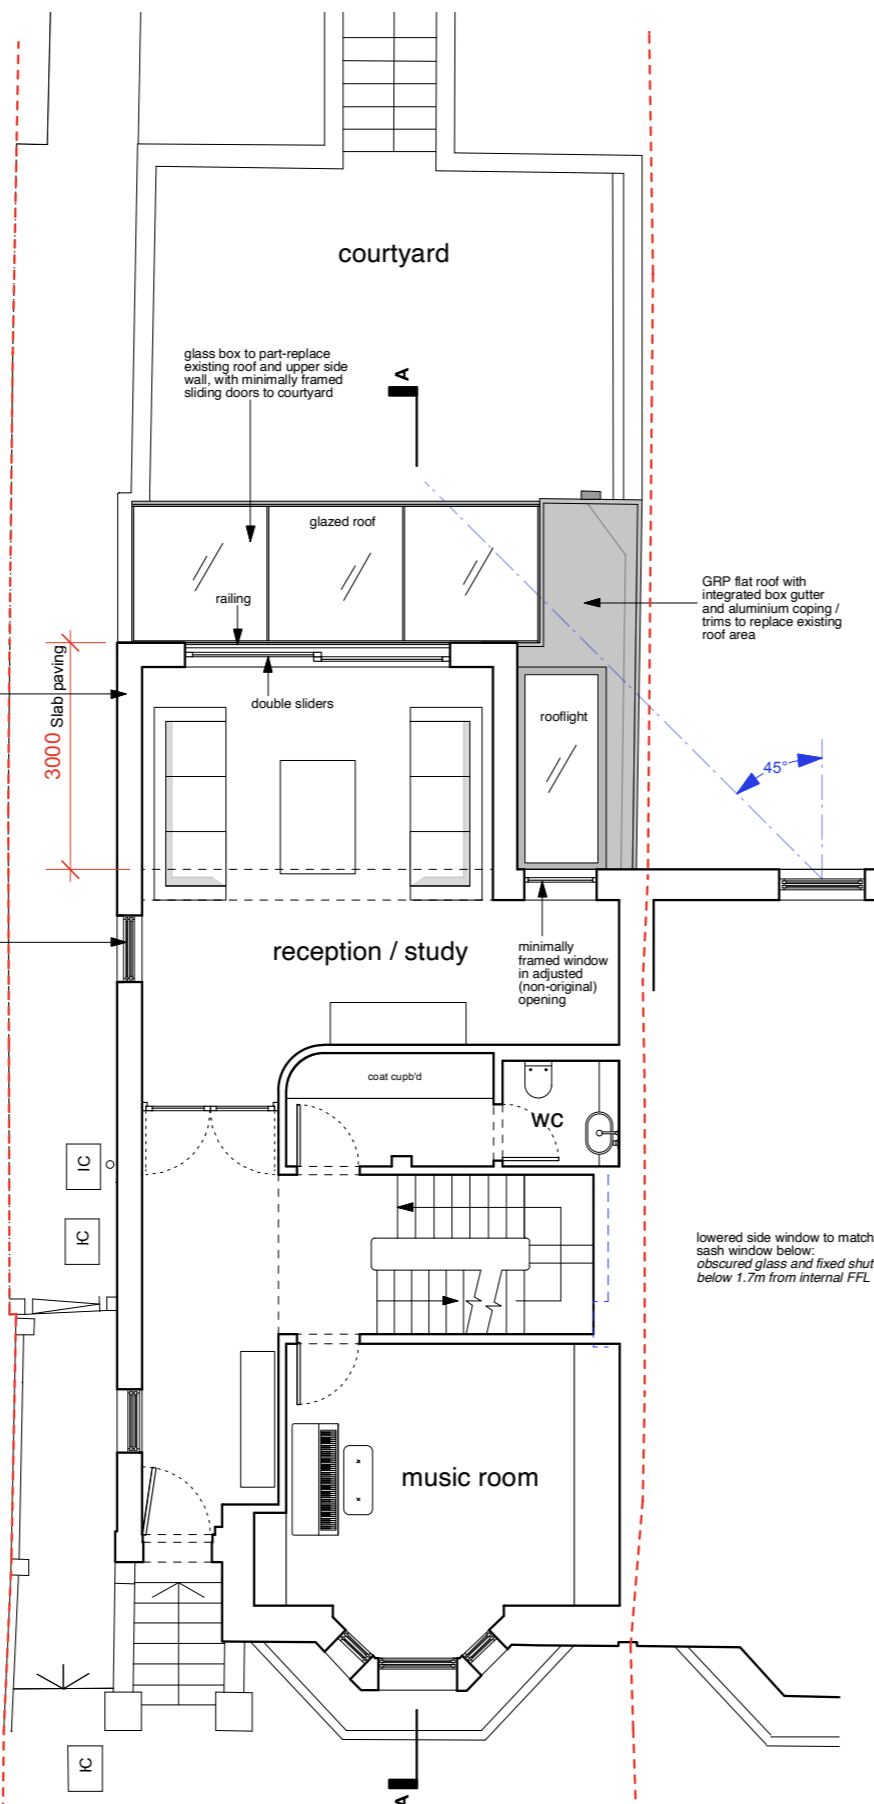 courtyard
glass box to part-replace
existing roof and upper side
wall, with minimally framed
sliding doors to courtyard
A
glazed roof
railing
GRP flat roof with
integrated box gutter
and aluminium coping /
trims to replace existing
roof area
3000
Slab paving
double sliders
rooflight
45°
reception / study
minimally
framed window
in adjusted
(non-original)
opening
coat cupb'd
WC
IC
IC
lowered side window to match
sash window below:
obscured glass and fixed shut
below 1.7m from internal FFL
music room
IC
A